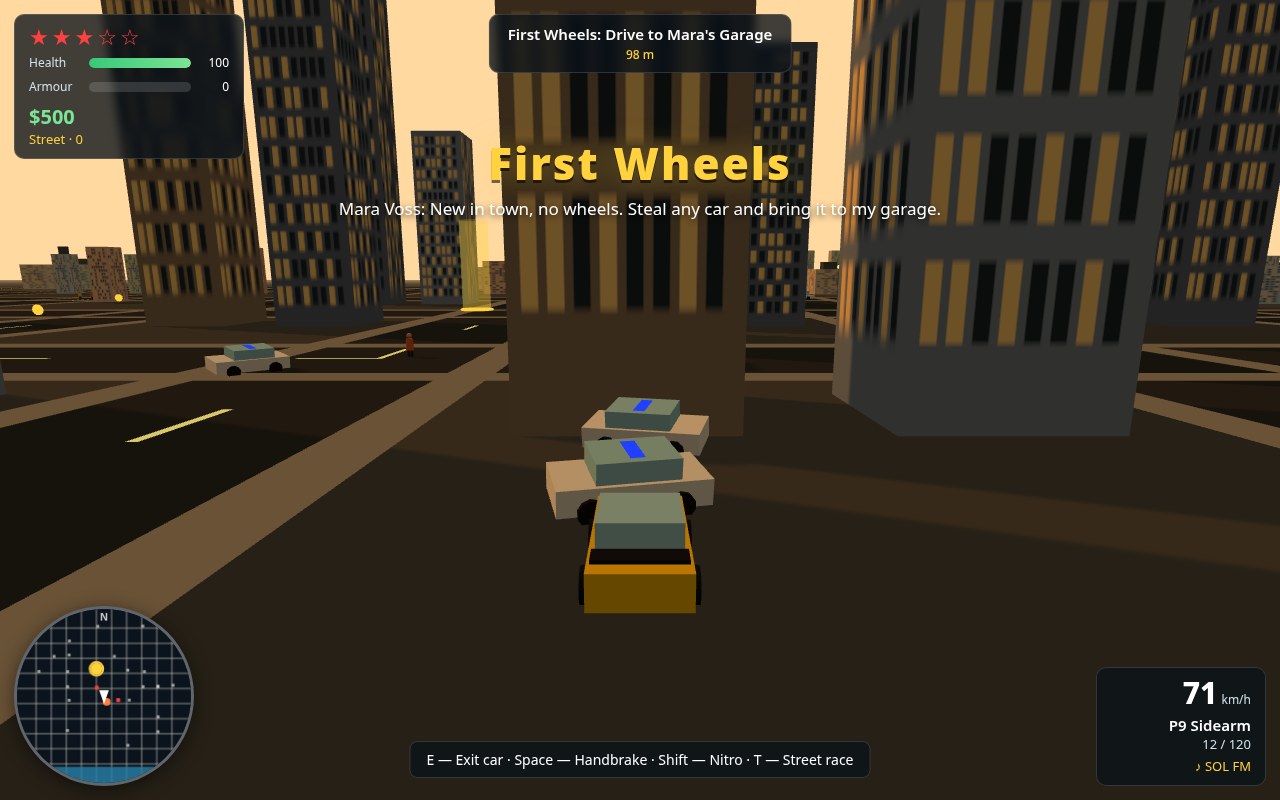 ★★★☆☆
Health 100
Armour 0
$500
Street · 0
First Wheels: Drive to Mara's Garage
98 m
First Wheels
Mara Voss: New in town, no wheels. Steal any car and bring it to my garage.
N
71 km/h
P9 Sidearm
12 / 120
♪ SOL FM
E — Exit car · Space — Handbrake · Shift — Nitro · T — Street race